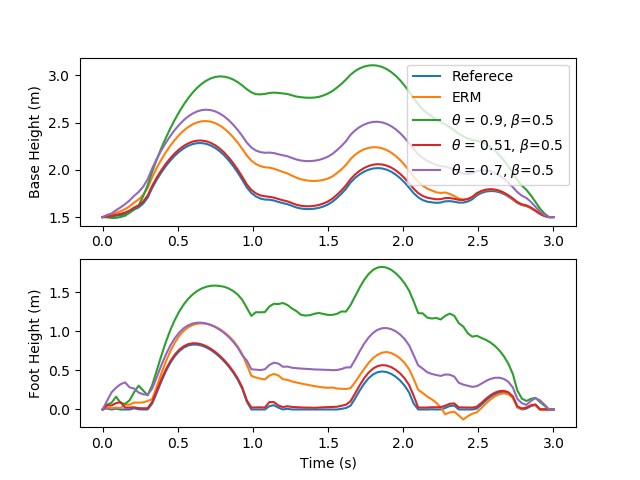 3.0
2.5
2.0
1.5
Base Height (m)
Referece
ERM
θ = 0.9, β=0.5
θ = 0.51, β=0.5
θ = 0.7, β=0.5
0.0 0.5 1.0 1.5 2.0 2.5 3.0
1.5
1.0
0.5
0.0
Foot Height (m)
0.0 0.5 1.0 1.5 2.0 2.5 3.0
Time (s)